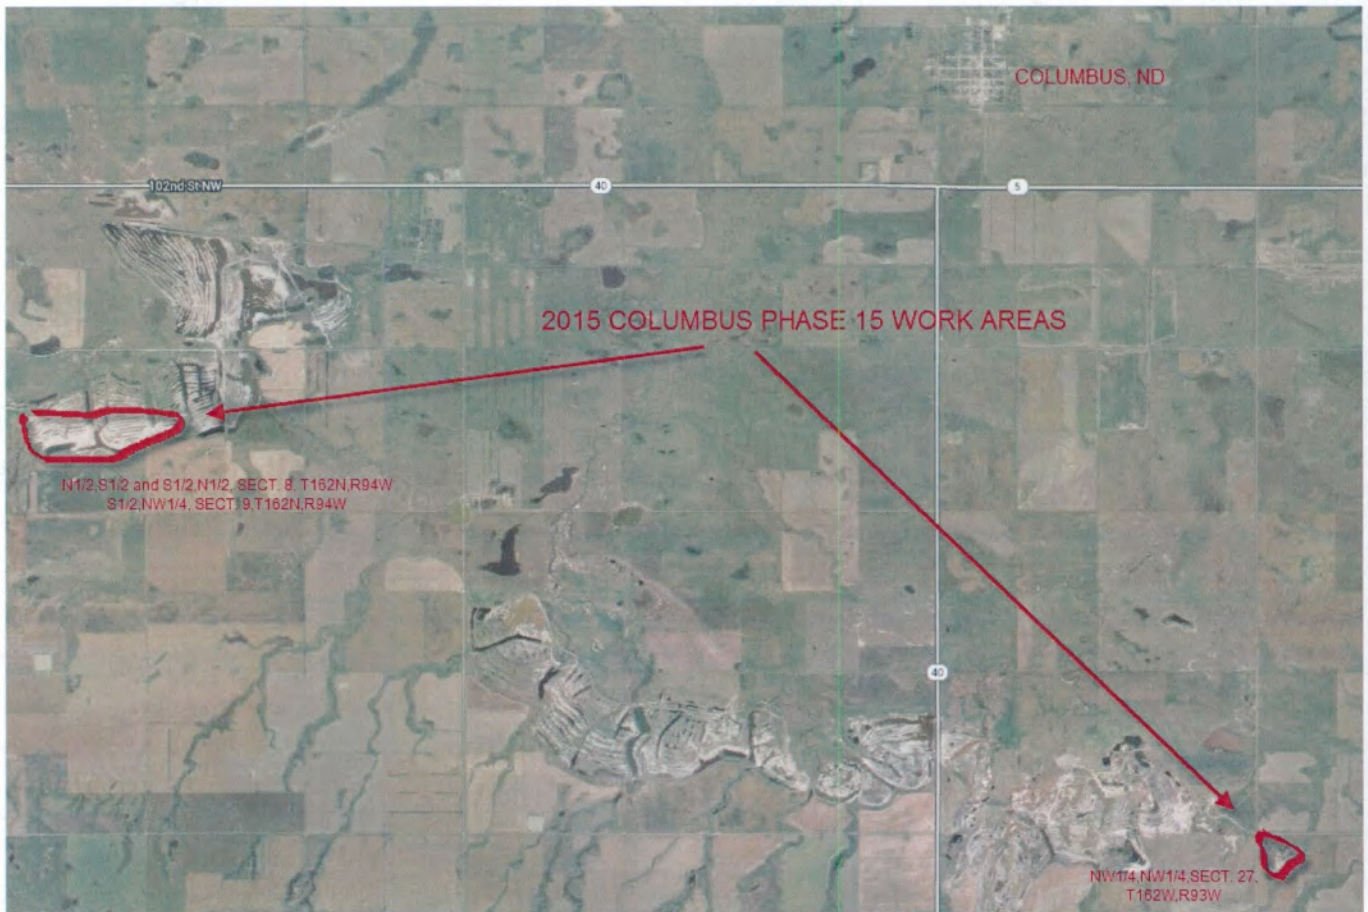 COLUMBUS, ND
102nd St NW
40
5
2015 COLUMBUS PHASE 15 WORK AREAS
N1/2,S1/2 and S1/2,N1/2, SECT. 8, T162N,R94W
S1/2,NW1/4, SECT. 9,T162N,R94W
40
NW1/4,NW1/4,SECT. 27,
T162W,R93W